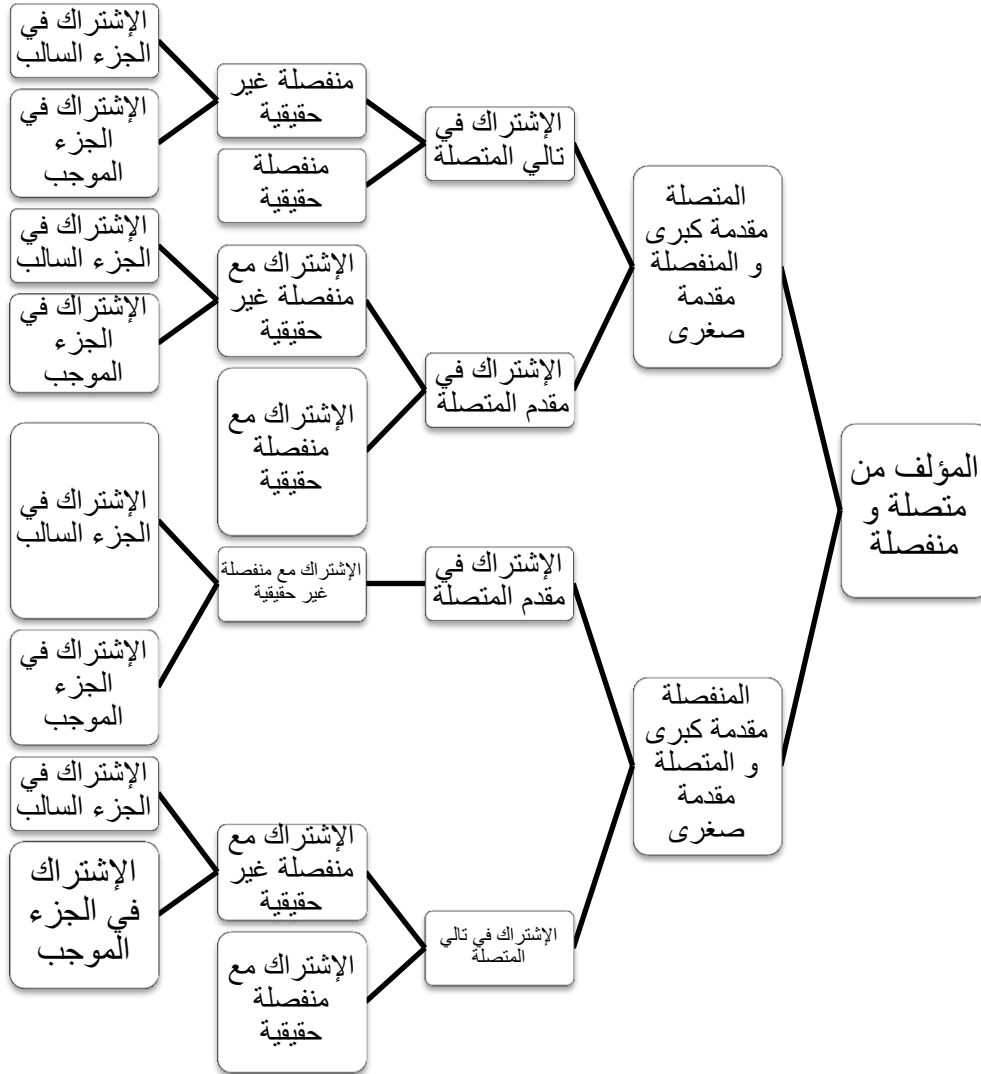 المؤلف من
متصلة و
منفصلة
المتصلة
مقدمة كبرى
و المنفصلة
مقدمة
صغرى
الإشتراك في
تالي المتصلة
منفصلة غير
حقيقية
الإشتراك في
الجزء السالب
الإشتراك في
الجزء
الموجب
منفصلة
حقيقية
الإشتراك في
مقدم المتصلة
الإشتراك مع
منفصلة غير
حقيقية
الإشتراك في
الجزء السالب
الإشتراك في
الجزء
الموجب
الإشتراك مع
منفصلة
حقيقية
المنفصلة
مقدمة كبرى
و المتصلة
مقدمة
صغرى
الإشتراك في
مقدم المتصلة
الإشتراك مع منفصلة
غير حقيقية
الإشتراك في
الجزء السالب
الإشتراك في
الجزء
الموجب
الإشتراك في تالي
المتصلة
الإشتراك مع
منفصلة غير
حقيقية
الإشتراك في
الجزء السالب
الإشتراك
في الجزء
الموجب
الإشتراك مع
منفصلة
حقيقية